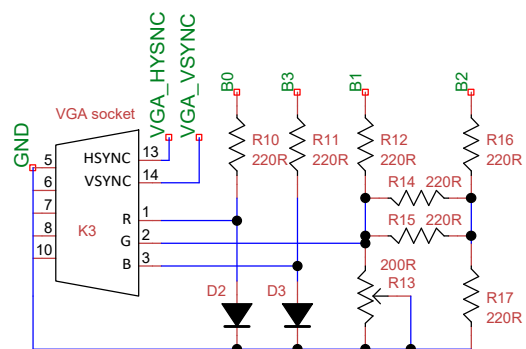 VGA_HYSNC
VGA_VSYNC
B0
B3
B1
B2
VGA socket
GND
R10
220R
R11
220R
R12
220R
R16
220R
5
6
7
8
10
HSYNC
VSYNC
R
G
B
K3
13
14
1
2
3
R14 220R
R15 220R
200R
R13
R17
220R
D2
D3